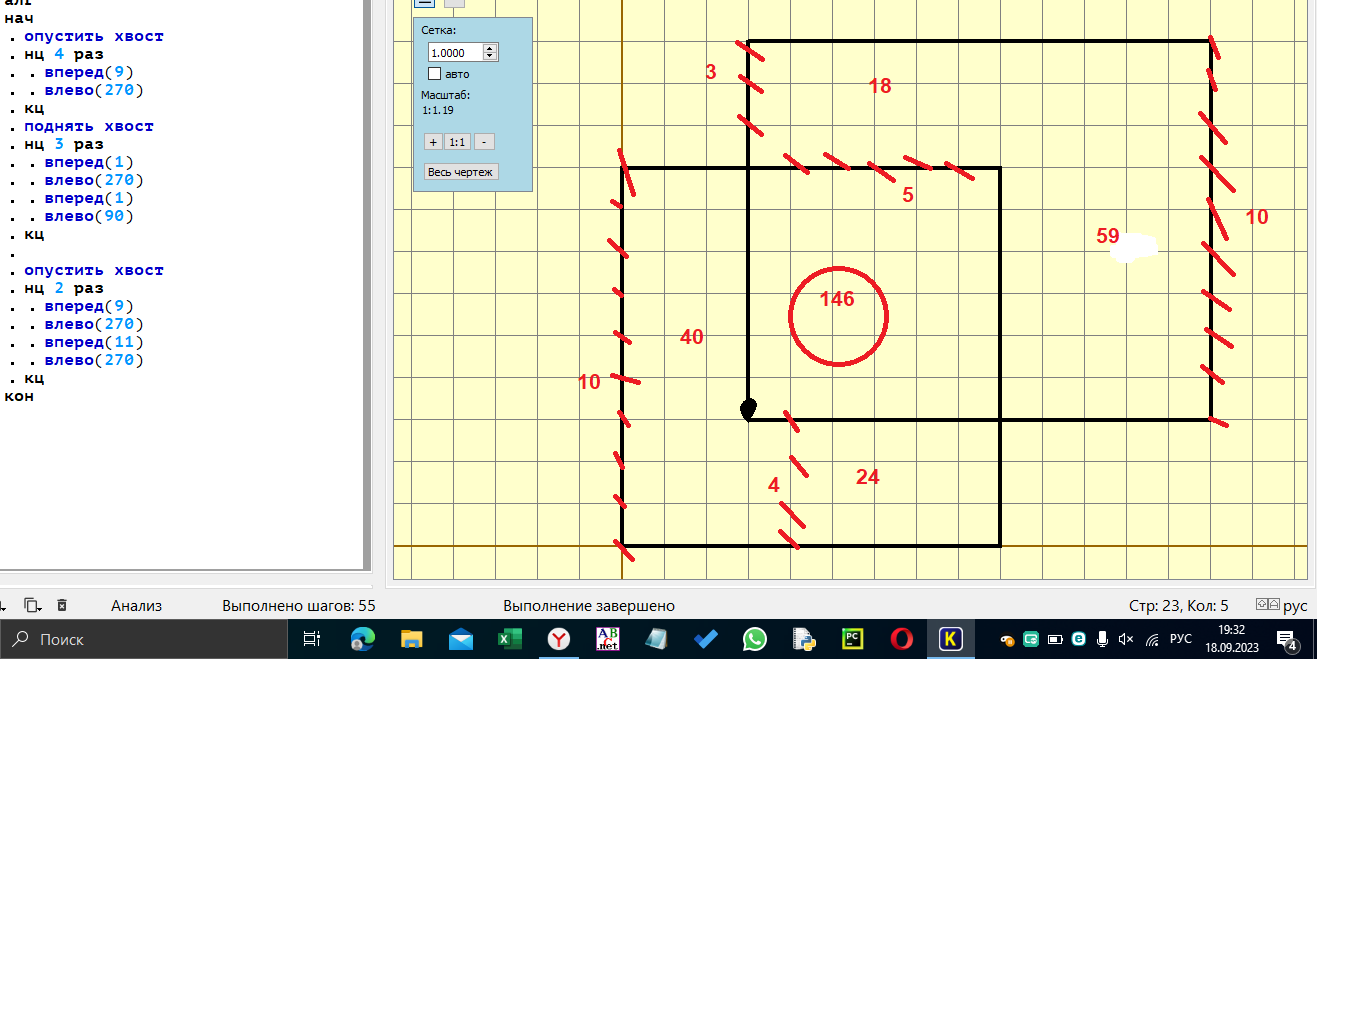 алг
нач
. опустить хвост
. нц 4 раз
. . вперед(9)
. . влево(270)
. кц
. поднять хвост
. нц 3 раз
. . вперед(1)
. . влево(270)
. . вперед(1)
. . влево(90)
. кц
.
. опустить хвост
. нц 2 раз
. . вперед(9)
. . влево(270)
. . вперед(11)
. . влево(270)
. кц
кон
Сетка:
1.0000
авто
Масштаб:
1:1.19
+ 1:1 -
Весь чертеж
3
18
5
10
59
146
40
10
4
24
Анализ
Выполнено шагов: 55
Выполнение завершено
Стр: 23, Кол: 5
рус
Поиск
ABC.net
PC
K
РУС
19:32
18.09.2023
4